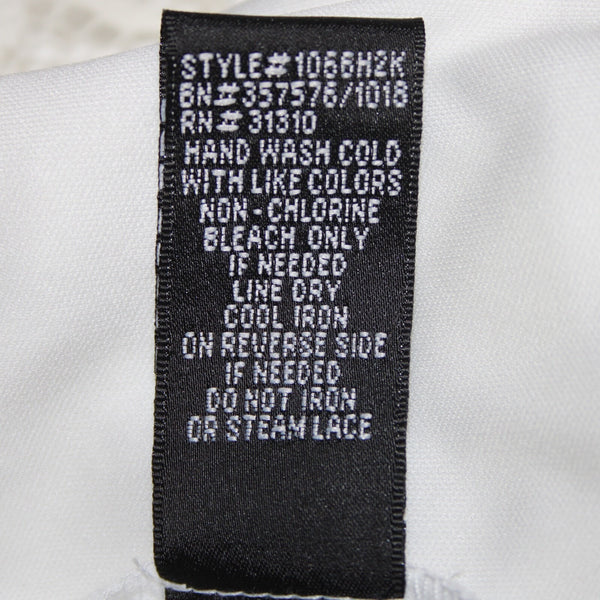 STYLE# 1066H2K
BN# 357576/1018
RN# 31310
HAND WASH COLD
WITH LIKE COLORS
NON-CHLORINE
BLEACH ONLY
IF NEEDED
LINE DRY
COOL IRON
ON REVERSE SIDE
IF NEEDED
DO NOT IRON
OR STEAM LACE